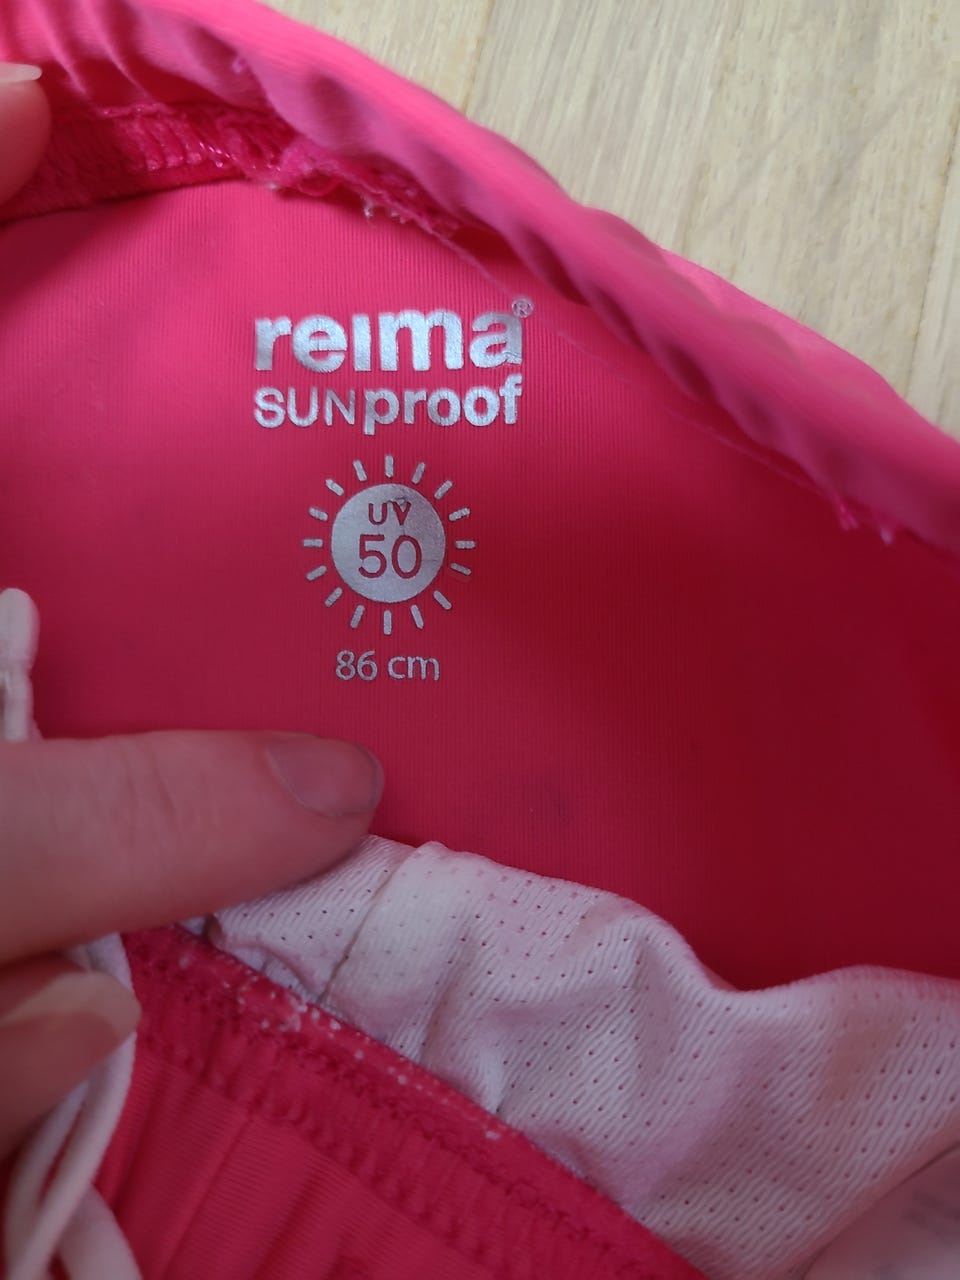 reima®
SUNproof
UV
50
86 cm